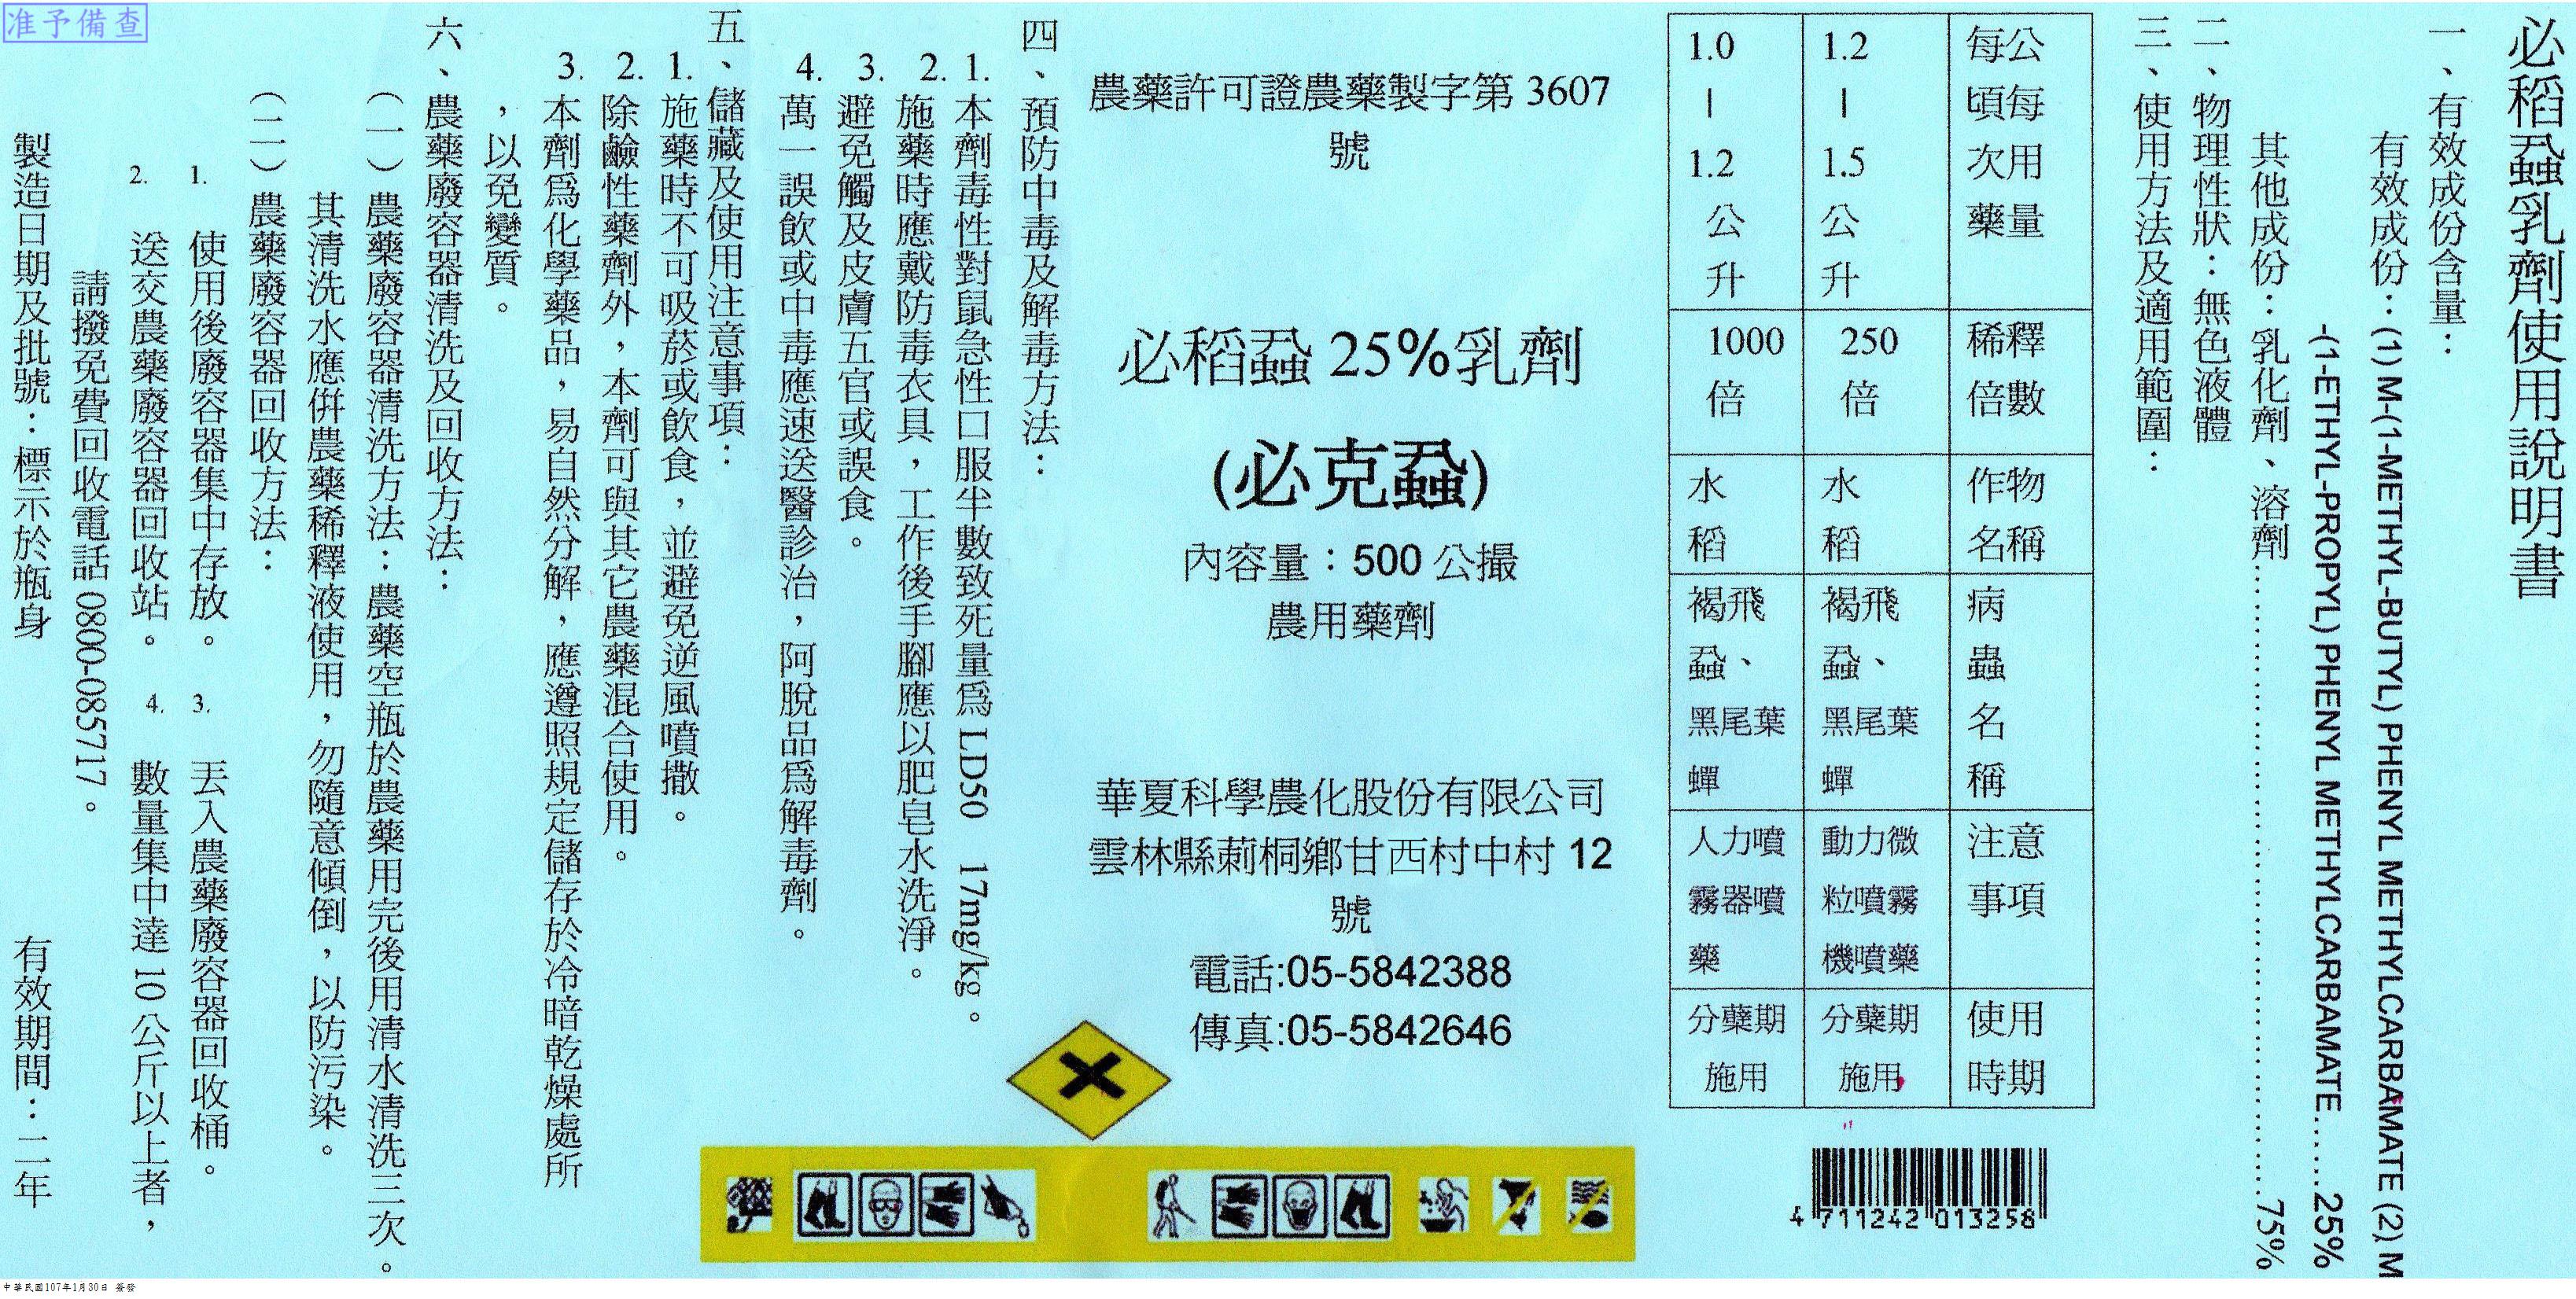 必稻蝨乳劑使用說明書
一、有效成份含量：
有效成份：(1) M-(1-METHYL-BUTYL) PHENYL METHYLCARBAMATE (2) M
-(1-ETHYL-PROPYL) PHENYL METHYLCARBAMATE......25%
其他成份：乳化劑、溶劑......75%
二、物理性狀：無色液體
三、使用方法及適用範圍：
每公
頃每
次用
藥量
稀釋
倍數
作物
名稱
病
蟲
名
稱
注意
事項
使用
時期
1.2
|
1.5
公
升
250
倍
水
稻
褐飛
蝨、
黑尾葉
蟬
動力微
粒噴霧
機噴藥
分蘗期
施用
1.0
|
1.2
公
升
1000
倍
水
稻
褐飛
蝨、
黑尾葉
蟬
人力噴
霧器噴
藥
分蘗期
施用
4 711242 013258
農藥許可證農藥製字第 3607
號
必稻蝨 25%乳劑
(必克蝨)
內容量：500 公撮
農用藥劑
華夏科學農化股份有限公司
雲林縣莿桐鄉甘西村中村 12
號
電話:05-5842388
傳真:05-5842646
四、預防中毒及解毒方法：
1. 本劑毒性對鼠急性口服半數致死量爲 LD50 17mg/kg。
2. 施藥時應戴防毒衣具，工作後手腳應以肥皂水洗淨。
3. 避免觸及皮膚五官或誤食。
4. 萬一誤飲或中毒應速送醫診治，阿脫品爲解毒劑。
五、儲藏及使用注意事項：
1. 施藥時不可吸菸或飲食，並避免逆風噴撒。
2. 除鹼性藥劑外，本劑可與其它農藥混合使用。
3. 本劑爲化學藥品，易自然分解，應遵照規定儲存於冷暗乾燥處所
，以免變質。
六、農藥廢容器清洗及回收方法：
(一) 農藥廢容器清洗方法：農藥空瓶於農藥用完後用清水清洗三次。
其清洗水應併農藥稀釋液使用，勿隨意傾倒，以防污染。
(二) 農藥廢容器回收方法：
1. 使用後廢容器集中存放。 3. 丟入農藥廢容器回收桶。
2. 送交農藥廢容器回收站。 4. 數量集中達 10 公斤以上者，
請撥免費回收電話 0800-085717。
製造日期及批號：標示於瓶身 有效期間：二年
准予備查
中華民國107年1月30日 簽發